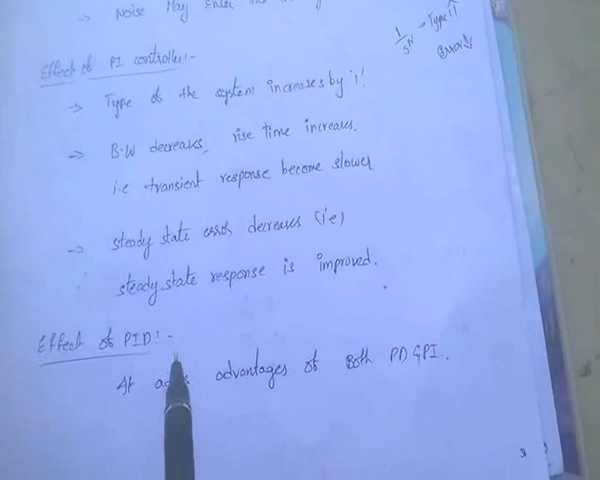 → Noise May Enter
Effect of PI controller:-
1/S^N → Type ↑
Error ↓
→ Type of the system increases by '1'.
→ B.W decreases, rise time increases.
i.e transient response become slower
→ steady state error decreases (i.e)
steady state response is improved.
Effect of PID:-
It advantages of Both PD & PI.